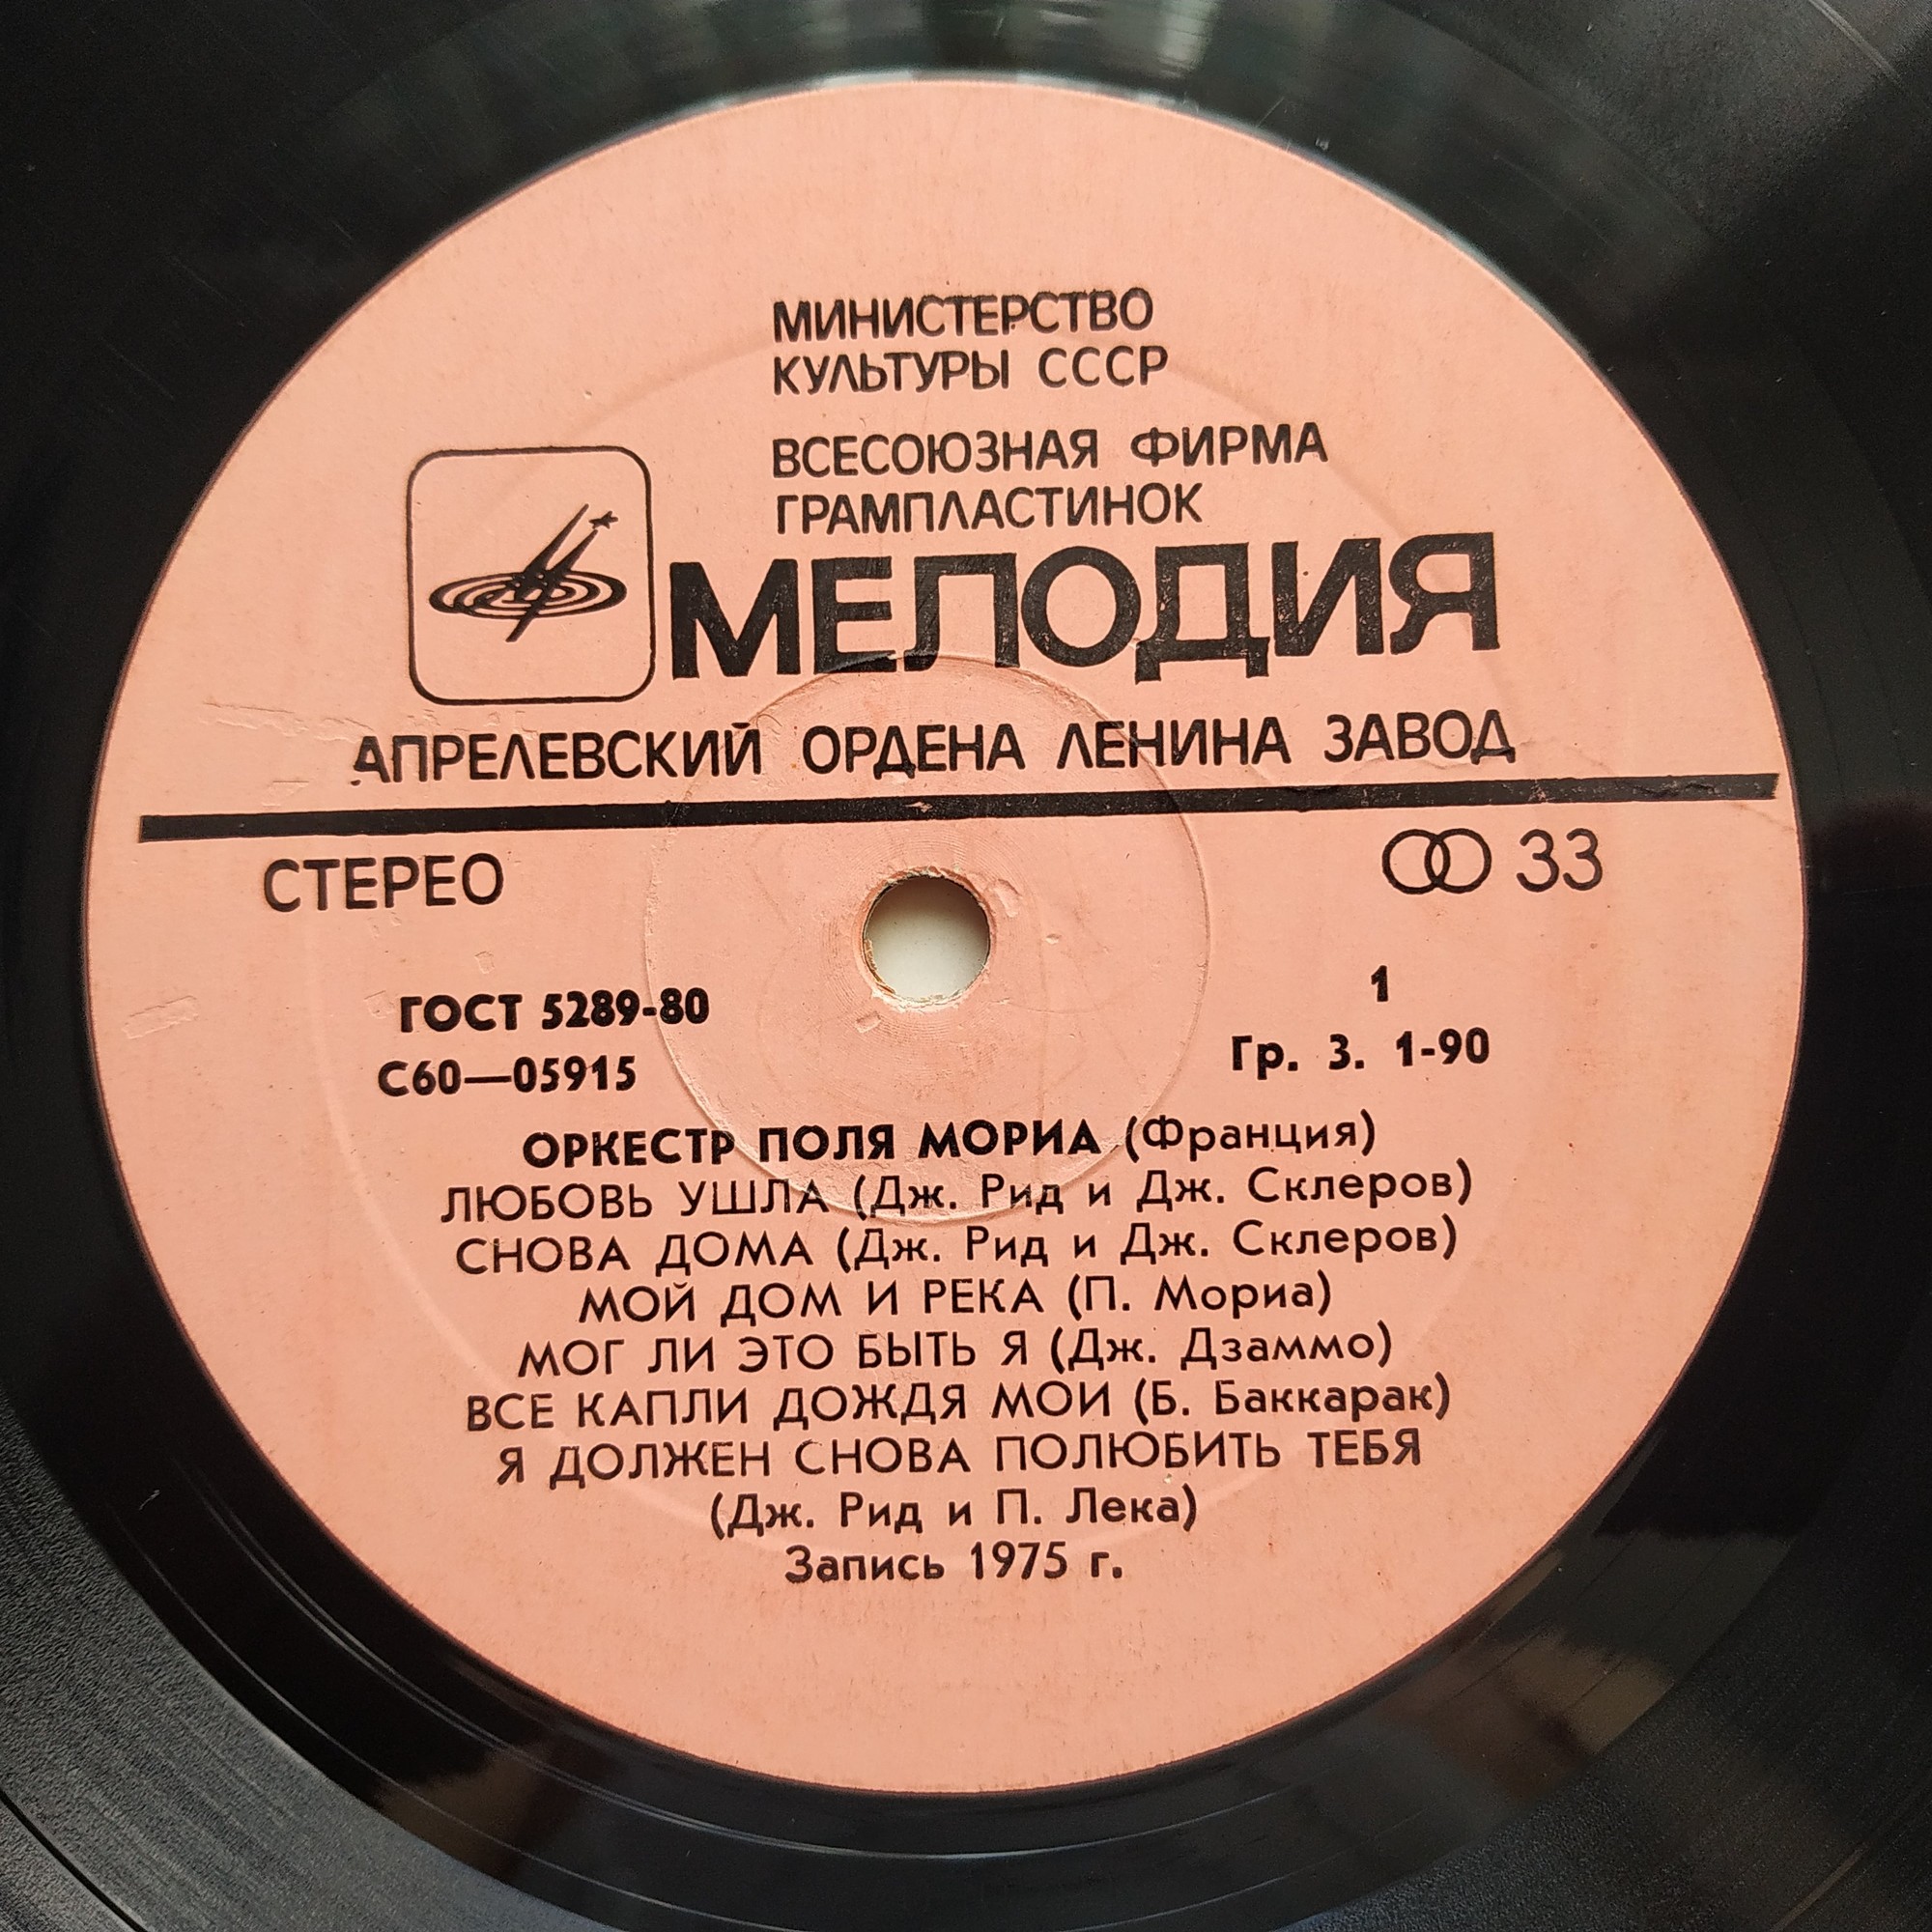 МИНИСТЕРСТВО
КУЛЬТУРЫ СССР
ВСЕСОЮЗНАЯ ФИРМА
ГРАМПЛАСТИНОК
МЕЛОДИЯ
АПРЕЛЕВСКИЙ ОРДЕНА ЛЕНИНА ЗАВОД
СТЕРЕО 33
ГОСТ 5289-80 1
С60—05915 Гр. 3. 1-90
ОРКЕСТР ПОЛЯ МОРИА (Франция)
ЛЮБОВЬ УШЛА (Дж. Рид и Дж. Склеров)
СНОВА ДОМА (Дж. Рид и Дж. Склеров)
МОЙ ДОМ И РЕКА (П. Мориа)
МОГ ЛИ ЭТО БЫТЬ Я (Дж. Дзаммо)
ВСЕ КАПЛИ ДОЖДЯ МОИ (Б. Баккарак)
Я ДОЛЖЕН СНОВА ПОЛЮБИТЬ ТЕБЯ
(Дж. Рид и П. Лека)
Запись 1975 г.